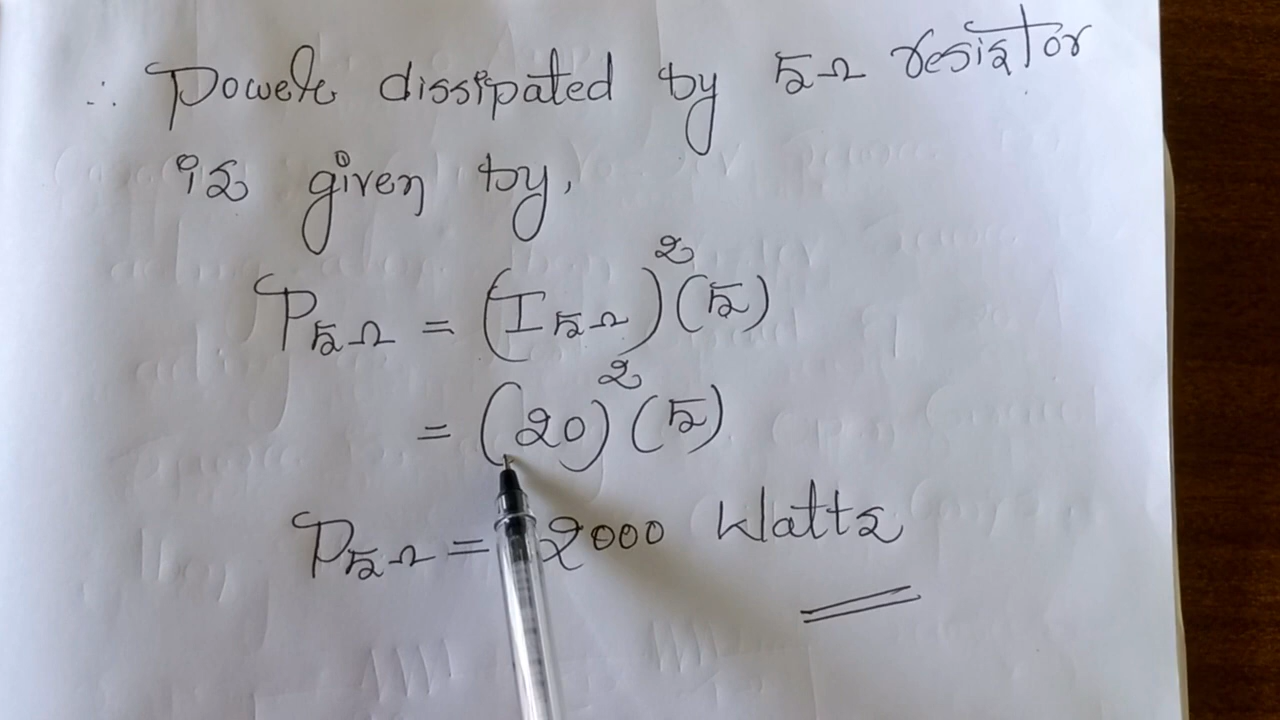 ∴ Power dissipated by 5Ω resistor
is given by,
P5Ω = (I5Ω)²(5)
= (20)²(5)
P5Ω = 2000 Watts